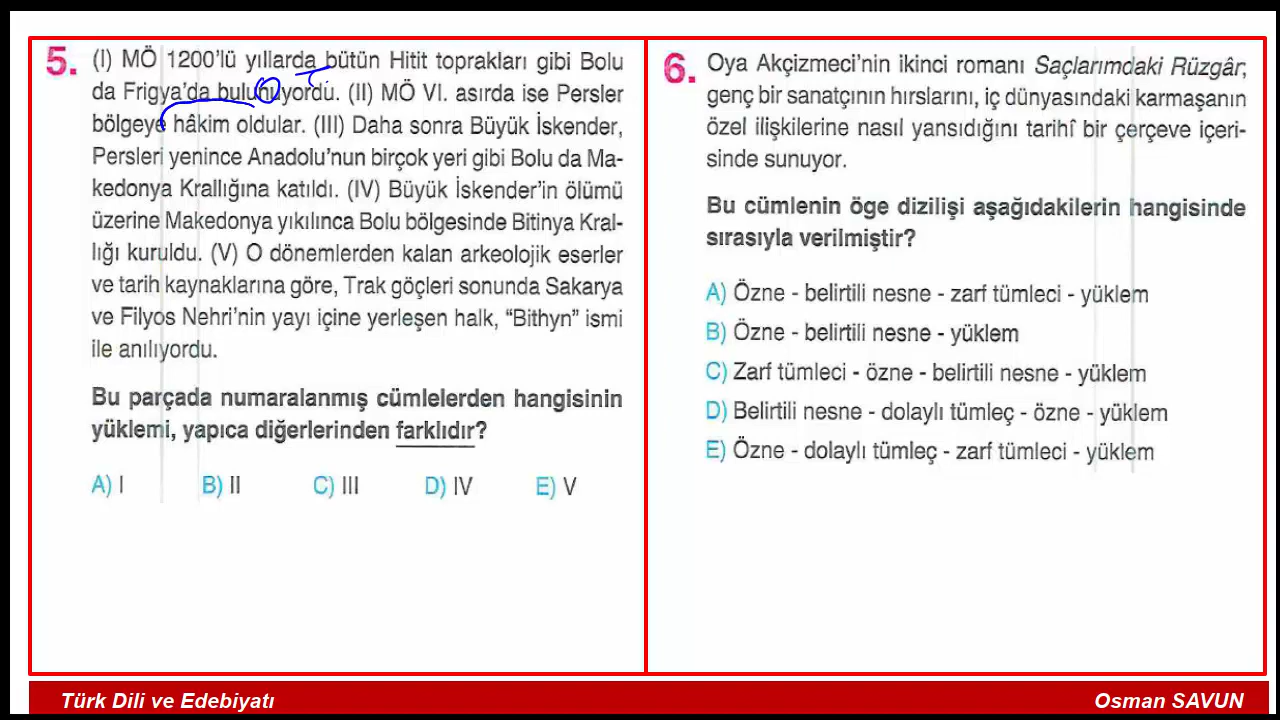 5. (I) MÖ 1200'lü yıllarda bütün Hitit toprakları gibi Bolu
da Frigya'da bulunuyordu. (II) MÖ VI. asırda ise Persler
bölgeye hâkim oldular. (III) Daha sonra Büyük İskender,
Persleri yenince Anadolu'nun birçok yeri gibi Bolu da Ma-
kedonya Krallığına katıldı. (IV) Büyük İskender'in ölümü
üzerine Makedonya yıkılınca Bolu bölgesinde Bitinya Kral-
lığı kuruldu. (V) O dönemlerden kalan arkeolojik eserler
ve tarih kaynaklarına göre, Trak göçleri sonunda Sakarya
ve Filyos Nehri'nin yayı içine yerleşen halk, "Bithyn" ismi
ile anılıyordu.
Bu parçada numaralanmış cümlelerden hangisinin
yüklemi, yapıca diğerlerinden farklıdır?
A) I B) II C) III D) IV E) V
6. Oya Akçizmeci'nin ikinci romanı Saçlarımdaki Rüzgâr,
genç bir sanatçının hırslarını, iç dünyasındaki karmaşanın
özel ilişkilerine nasıl yansıdığını tarihî bir çerçeve içeri-
sinde sunuyor.
Bu cümlenin öge dizilişi aşağıdakilerin hangisinde
sırasıyla verilmiştir?
A) Özne - belirtili nesne - zarf tümleci - yüklem
B) Özne - belirtili nesne - yüklem
C) Zarf tümleci - özne - belirtili nesne - yüklem
D) Belirtili nesne - dolaylı tümleç - özne - yüklem
E) Özne - dolaylı tümleç - zarf tümleci - yüklem
Türk Dili ve Edebiyatı
Osman SAVUN